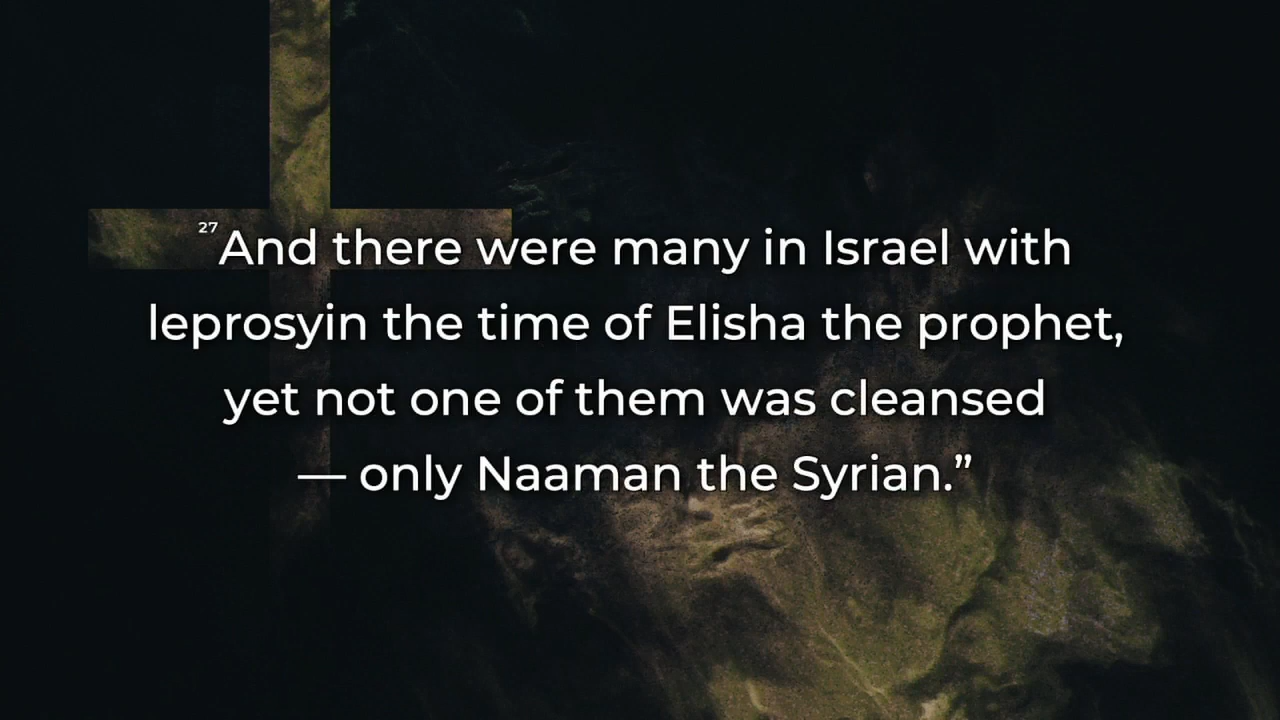 27And there were many in Israel with
leprosyin the time of Elisha the prophet,
yet not one of them was cleansed
— only Naaman the Syrian.”